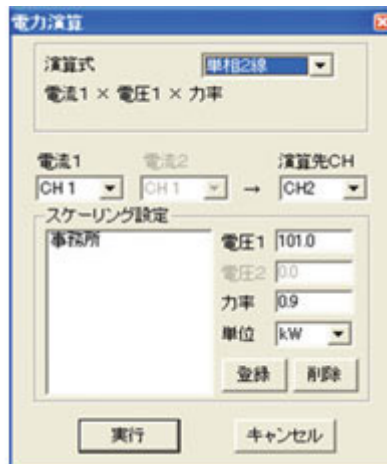 電力演算
演算式 単相2線
電流1 × 電圧1 × 力率
電流1 電流2 演算先CH
CH 1 CH 1 → CH2
スケーリング設定
事務所
電圧1 101.0
電圧2 0.0
力率 0.9
単位 kW
登録 削除
実行 キャンセル